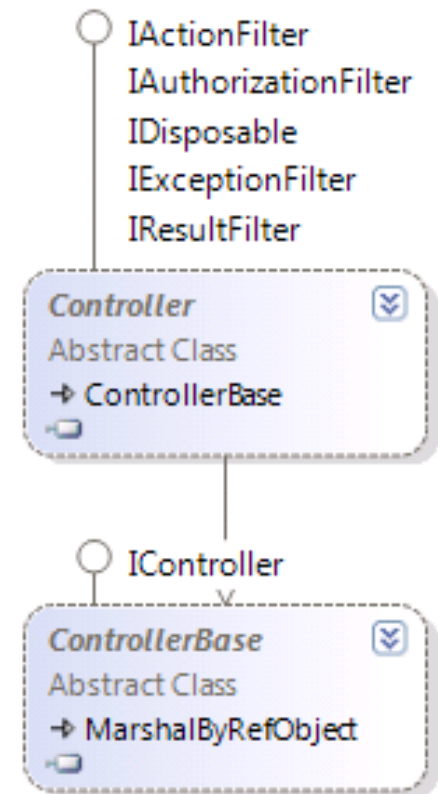 IActionFilter
IAuthorizationFilter
IDisposable
IExceptionFilter
IResultFilter
Controller
Abstract Class
ControllerBase
IController
ControllerBase
Abstract Class
MarshalByRefObject